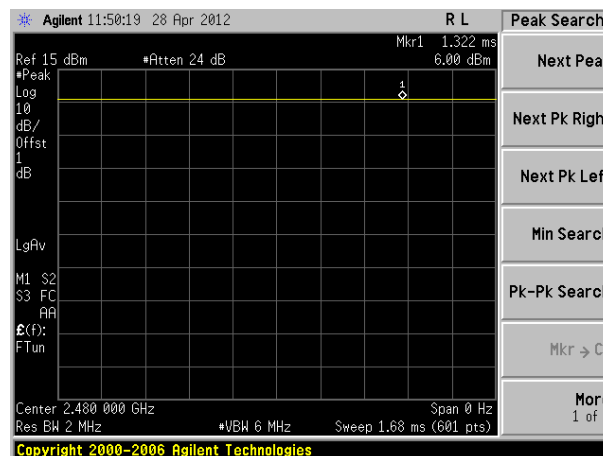 Agilent 11:50:19 28 Apr 2012 R L
Mkr1 1.322 ms
Ref 15 dBm #Atten 24 dB 6.00 dBm
#Peak
Log
10
dB/
Offst
1
dB
1
LgAv
M1 S2
S3 FC
AA
£(f):
FTun
Center 2.480 000 GHz Span 0 Hz
Res BW 2 MHz #VBW 6 MHz Sweep 1.68 ms (601 pts)
Copyright 2000-2006 Agilent Technologies
Peak Search
Next Pea
Next Pk Righ
Next Pk Lef
Min Searc
Pk-Pk Searc
Mkr → C
More
1 of